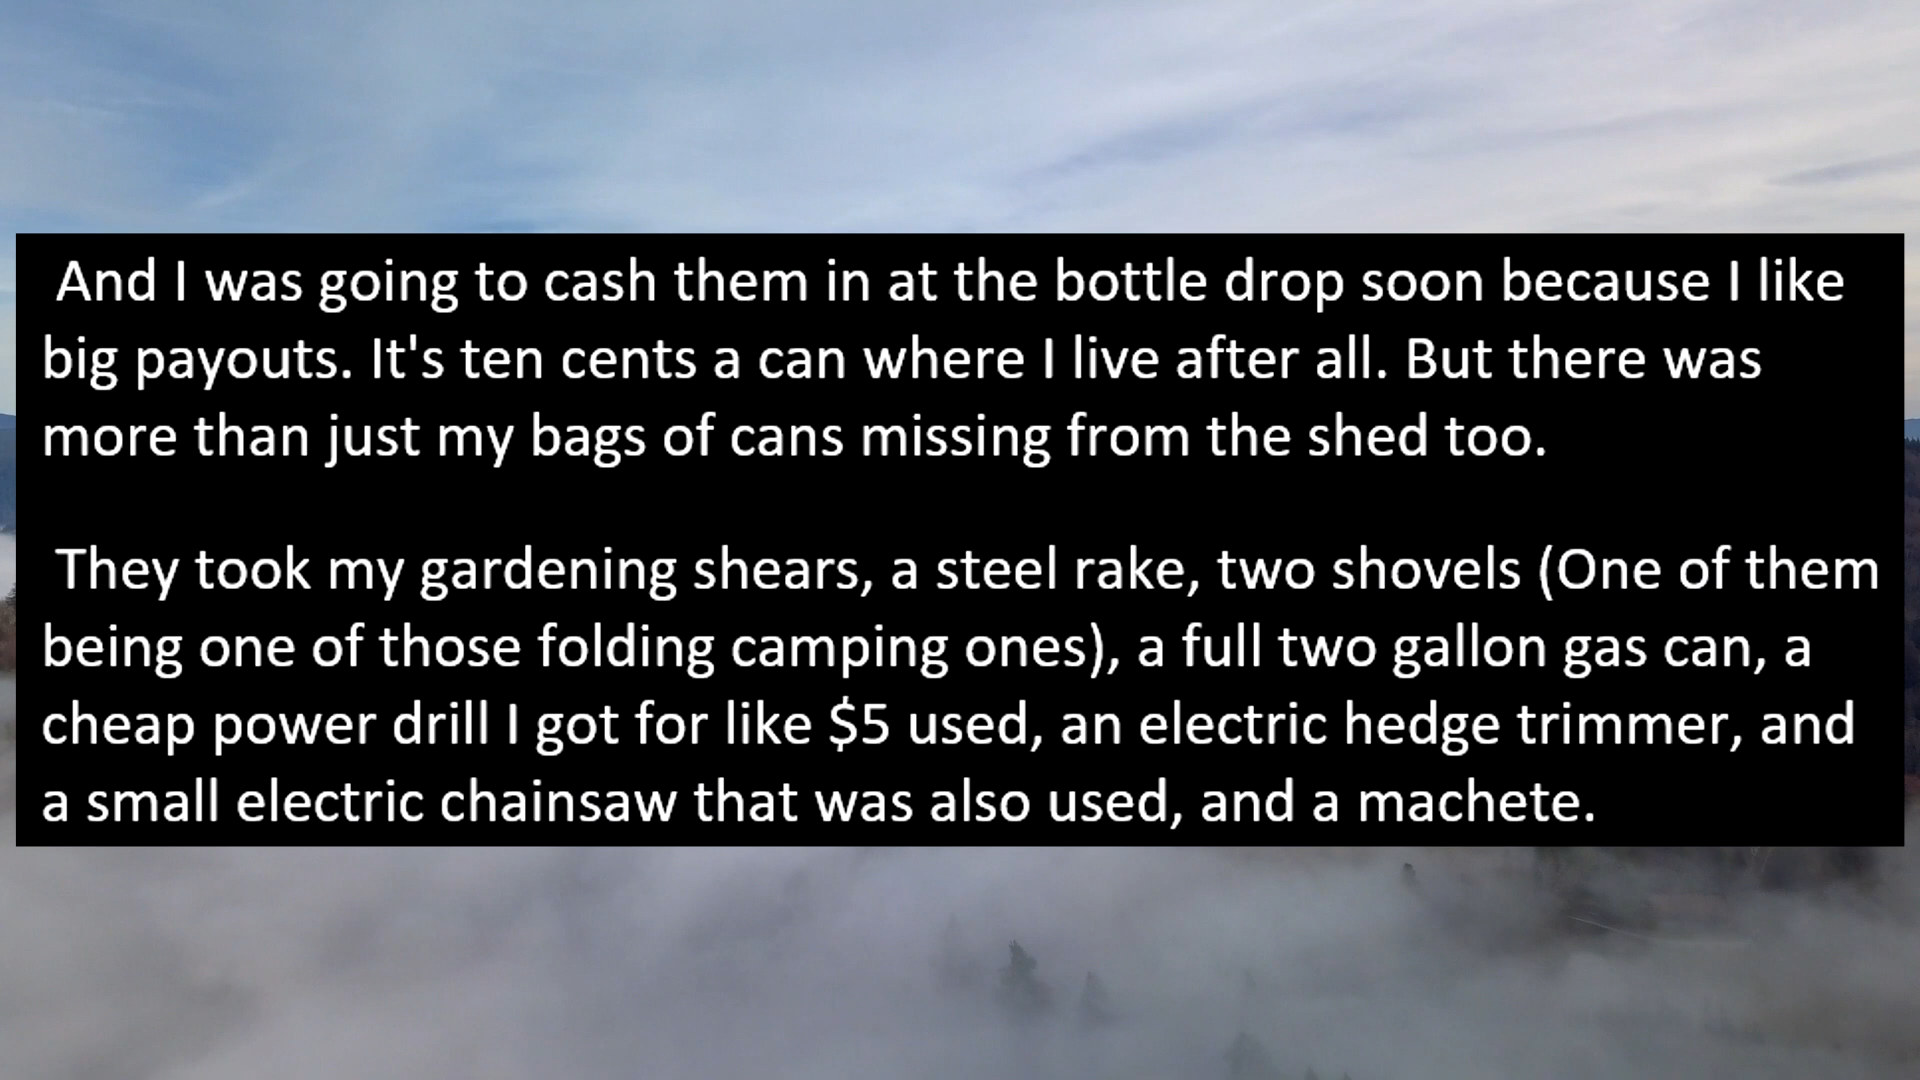 And I was going to cash them in at the bottle drop soon because I like
big payouts. It's ten cents a can where I live after all. But there was
more than just my bags of cans missing from the shed too.
They took my gardening shears, a steel rake, two shovels (One of them
being one of those folding camping ones), a full two gallon gas can, a
cheap power drill I got for like $5 used, an electric hedge trimmer, and
a small electric chainsaw that was also used, and a machete.